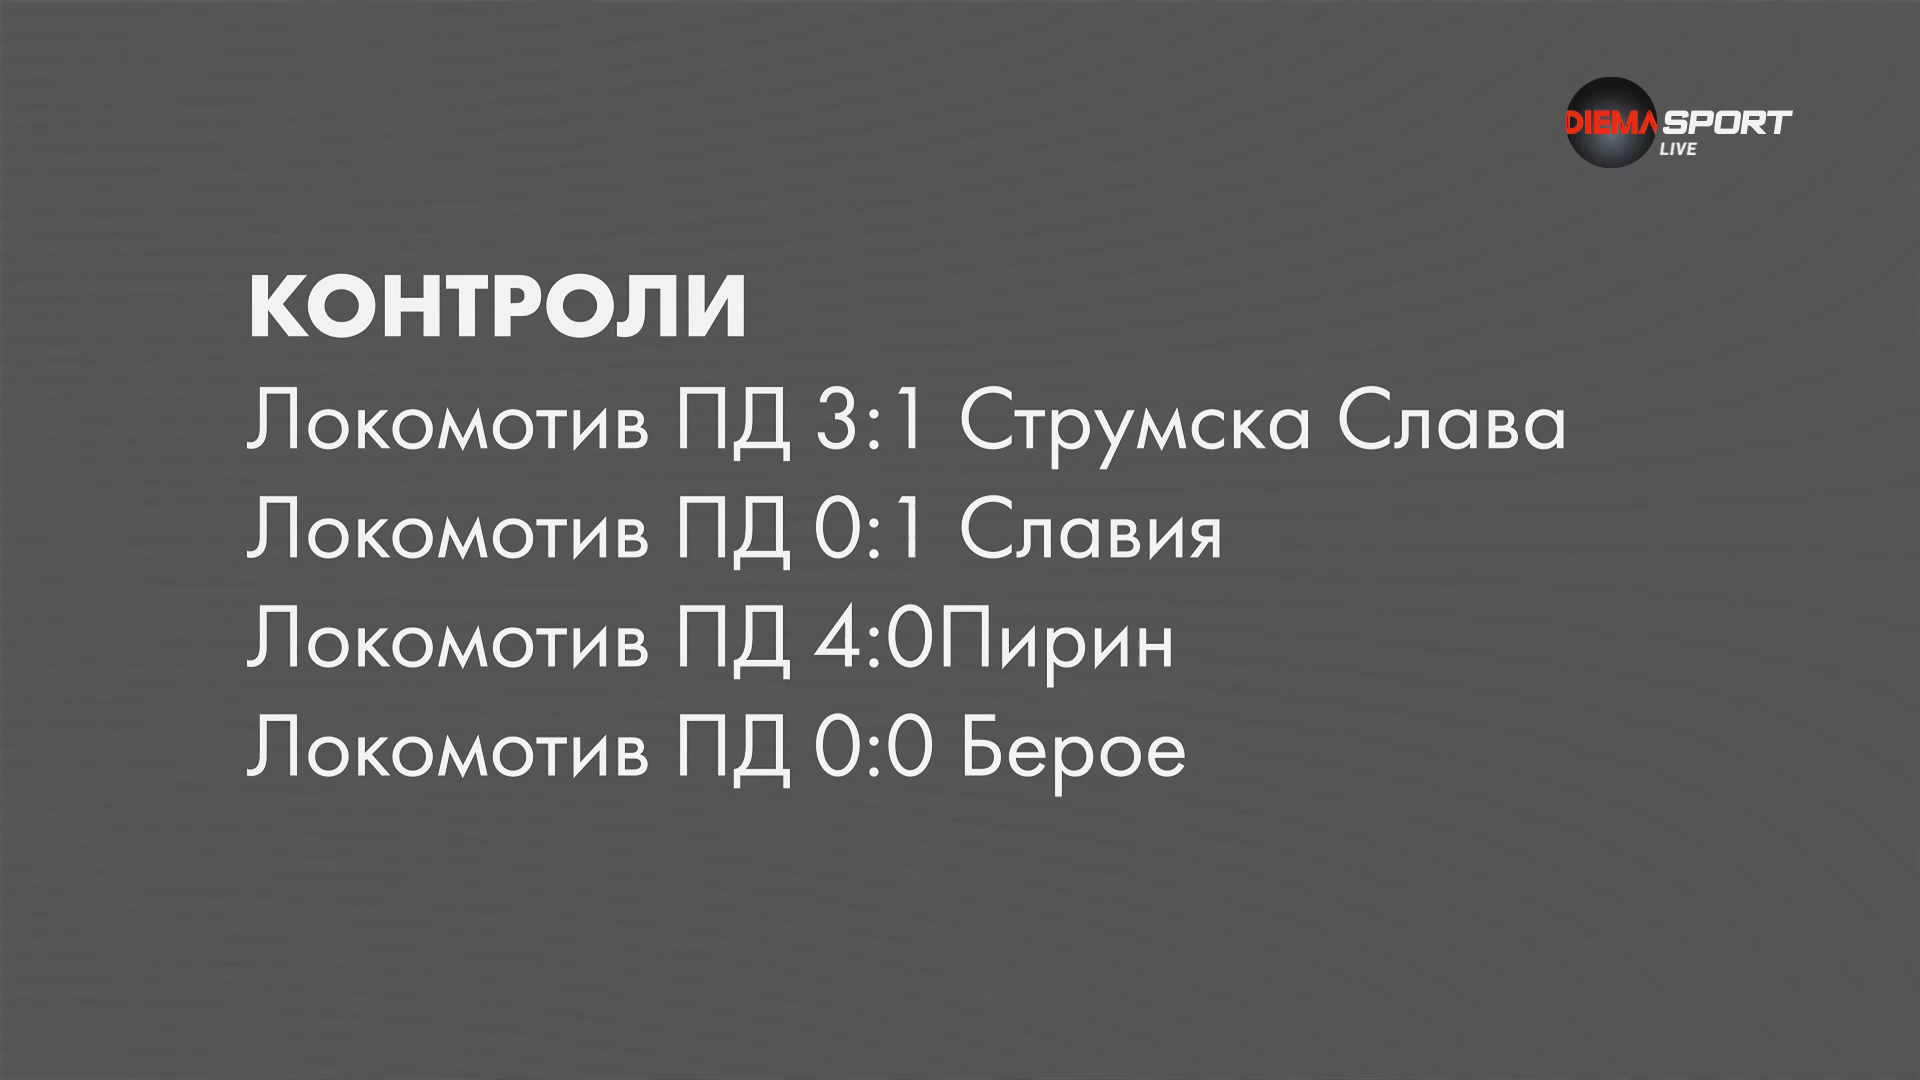 DIEMA SPORT
LIVE
КОНТРОЛИ
Локомотив ПД 3:1 Струмска Слава
Локомотив ПД 0:1 Славия
Локомотив ПД 4:0Пирин
Локомотив ПД 0:0 Берое